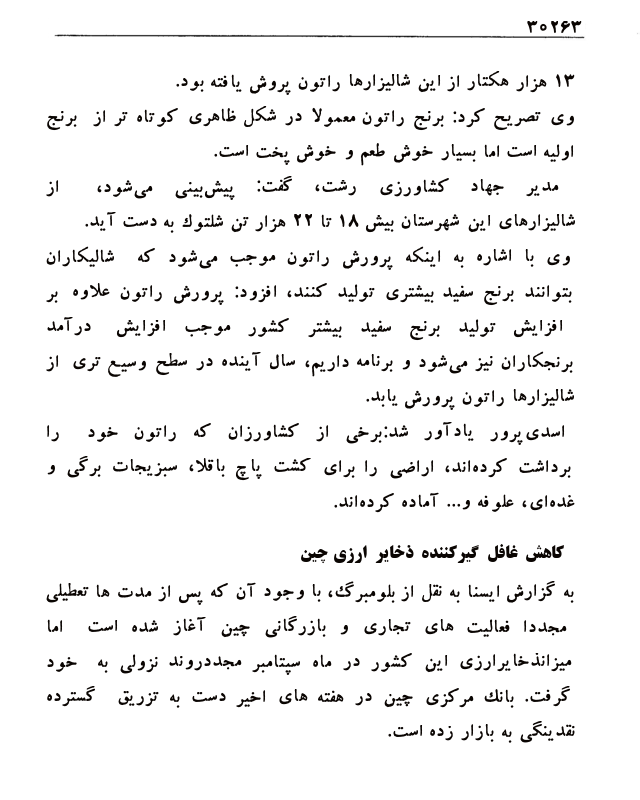 ۳۰۲۶۳
۱۳ هزار هکتار از این شالیزارها راتون پروش یافته بود.
وی تصریح کرد: برنج راتون معمولا در شکل ظاهری کوتاه تر از برنج
اولیه است اما بسیار خوش طعم و خوش پخت است.
مدیر جهاد کشاورزی رشت، گفت: پیش‌بینی می‌شود، از
شالیزارهای این شهرستان بیش ۱۸ تا ۲۲ هزار تن شلتوك به دست آید.
وی با اشاره به اینکه پرورش راتون موجب می‌شود که شالیکاران
بتوانند برنج سفید بیشتری تولید کنند، افزود: پرورش راتون علاوه بر
افزایش تولید برنج سفید بیشتر کشور موجب افزایش درآمد
برنجکاران نیز می‌شود و برنامه داریم، سال آینده در سطح وسیع تری از
شالیزارها راتون پرورش یابد.
اسدی‌پرور یادآور شد:برخی از کشاورزان که راتون خود را
برداشت کرده‌اند، اراضی را برای کشت پاچ باقلا، سبزیجات برگی و
غده‌ای، علوفه و... آماده کرده‌اند.
کاهش غافل گیرکننده ذخایر ارزی چین
به گزارش ایسنا به نقل از بلومبرگ، با وجود آن که پس از مدت ها تعطیلی
مجددا فعالیت های تجاری و بازرگانی چین آغاز شده است اما
میزانذخایرارزی این کشور در ماه سپتامبر مجددروند نزولی به خود
گرفت. بانك مرکزی چین در هفته های اخیر دست به تزریق گسترده
نقدینگی به بازار زده است.